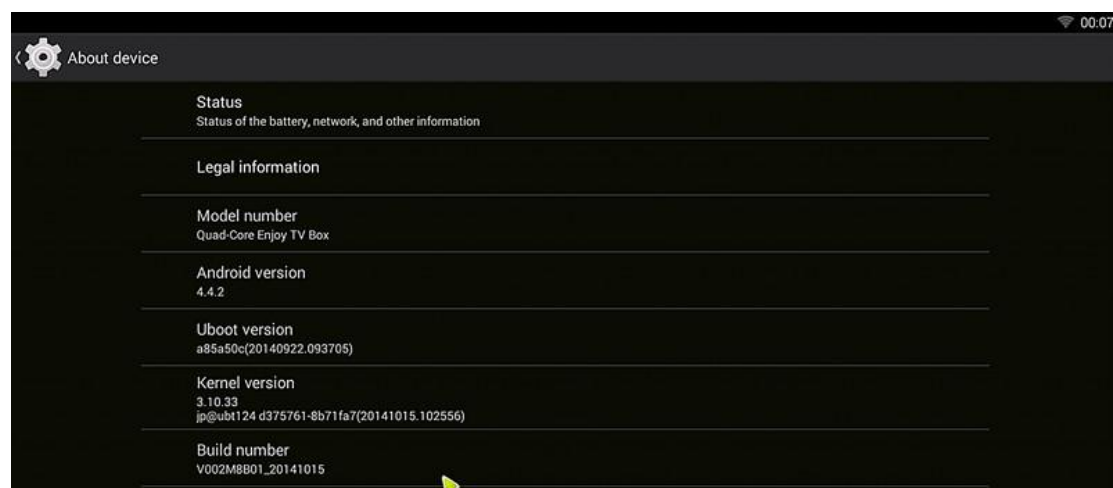 00:07
About device
Status
Status of the battery, network, and other information
Legal information
Model number
Quad-Core Enjoy TV Box
Android version
4.4.2
Uboot version
a85a50c(20140922.093705)
Kernel version
3.10.33
jp@ubt124 d375761-8b71fa7(20141015.102556)
Build number
V002M8B01_20141015